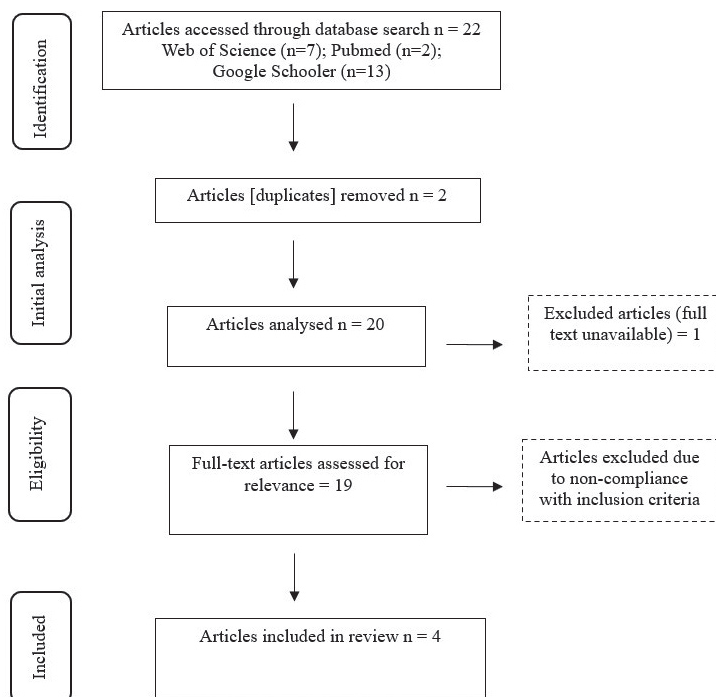 Identification
Articles accessed through database search n = 22
Web of Science (n=7); Pubmed (n=2);
Google Schooler (n=13)
Articles [duplicates] removed n = 2
Initial analysis
Articles analysed n = 20
Excluded articles (full
text unavailable) = 1
Eligibility
Full-text articles assessed for
relevance = 19
Articles excluded due
to non-compliance
with inclusion criteria
Included
Articles included in review n = 4